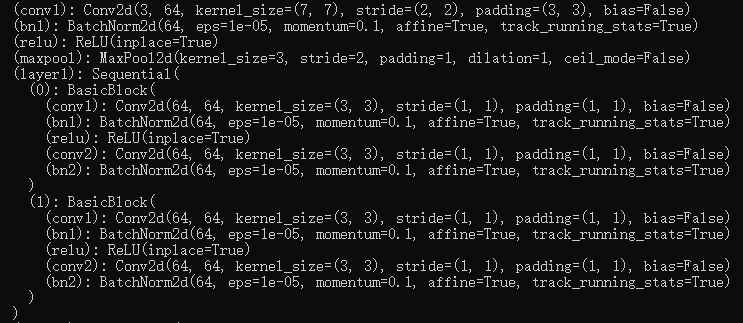 (conv1): Conv2d(3, 64, kernel_size=(7, 7), stride=(2, 2), padding=(3, 3), bias=False)
(bn1): BatchNorm2d(64, eps=1e-05, momentum=0.1, affine=True, track_running_stats=True)
(relu): ReLU(inplace=True)
(maxpool): MaxPool2d(kernel_size=3, stride=2, padding=1, dilation=1, ceil_mode=False)
(layer1): Sequential(
  (0): BasicBlock(
    (conv1): Conv2d(64, 64, kernel_size=(3, 3), stride=(1, 1), padding=(1, 1), bias=False)
    (bn1): BatchNorm2d(64, eps=1e-05, momentum=0.1, affine=True, track_running_stats=True)
    (relu): ReLU(inplace=True)
    (conv2): Conv2d(64, 64, kernel_size=(3, 3), stride=(1, 1), padding=(1, 1), bias=False)
    (bn2): BatchNorm2d(64, eps=1e-05, momentum=0.1, affine=True, track_running_stats=True)
  )
  (1): BasicBlock(
    (conv1): Conv2d(64, 64, kernel_size=(3, 3), stride=(1, 1), padding=(1, 1), bias=False)
    (bn1): BatchNorm2d(64, eps=1e-05, momentum=0.1, affine=True, track_running_stats=True)
    (relu): ReLU(inplace=True)
    (conv2): Conv2d(64, 64, kernel_size=(3, 3), stride=(1, 1), padding=(1, 1), bias=False)
    (bn2): BatchNorm2d(64, eps=1e-05, momentum=0.1, affine=True, track_running_stats=True)
  )
)